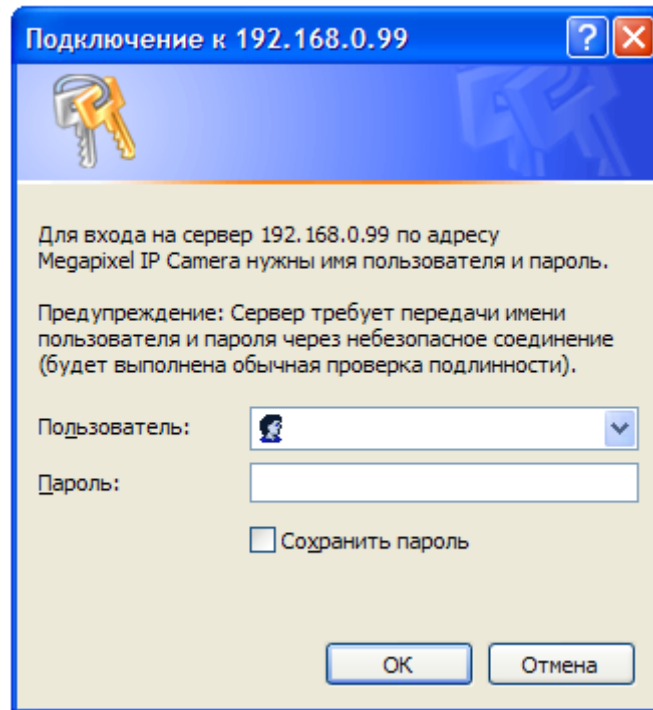 Подключение к 192.168.0.99
Для входа на сервер 192.168.0.99 по адресу
Megapixel IP Camera нужны имя пользователя и пароль.
Предупреждение: Сервер требует передачи имени
пользователя и пароля через небезопасное соединение
(будет выполнена обычная проверка подлинности).
Пользователь:
Пароль:
Сохранить пароль
ОК
Отмена